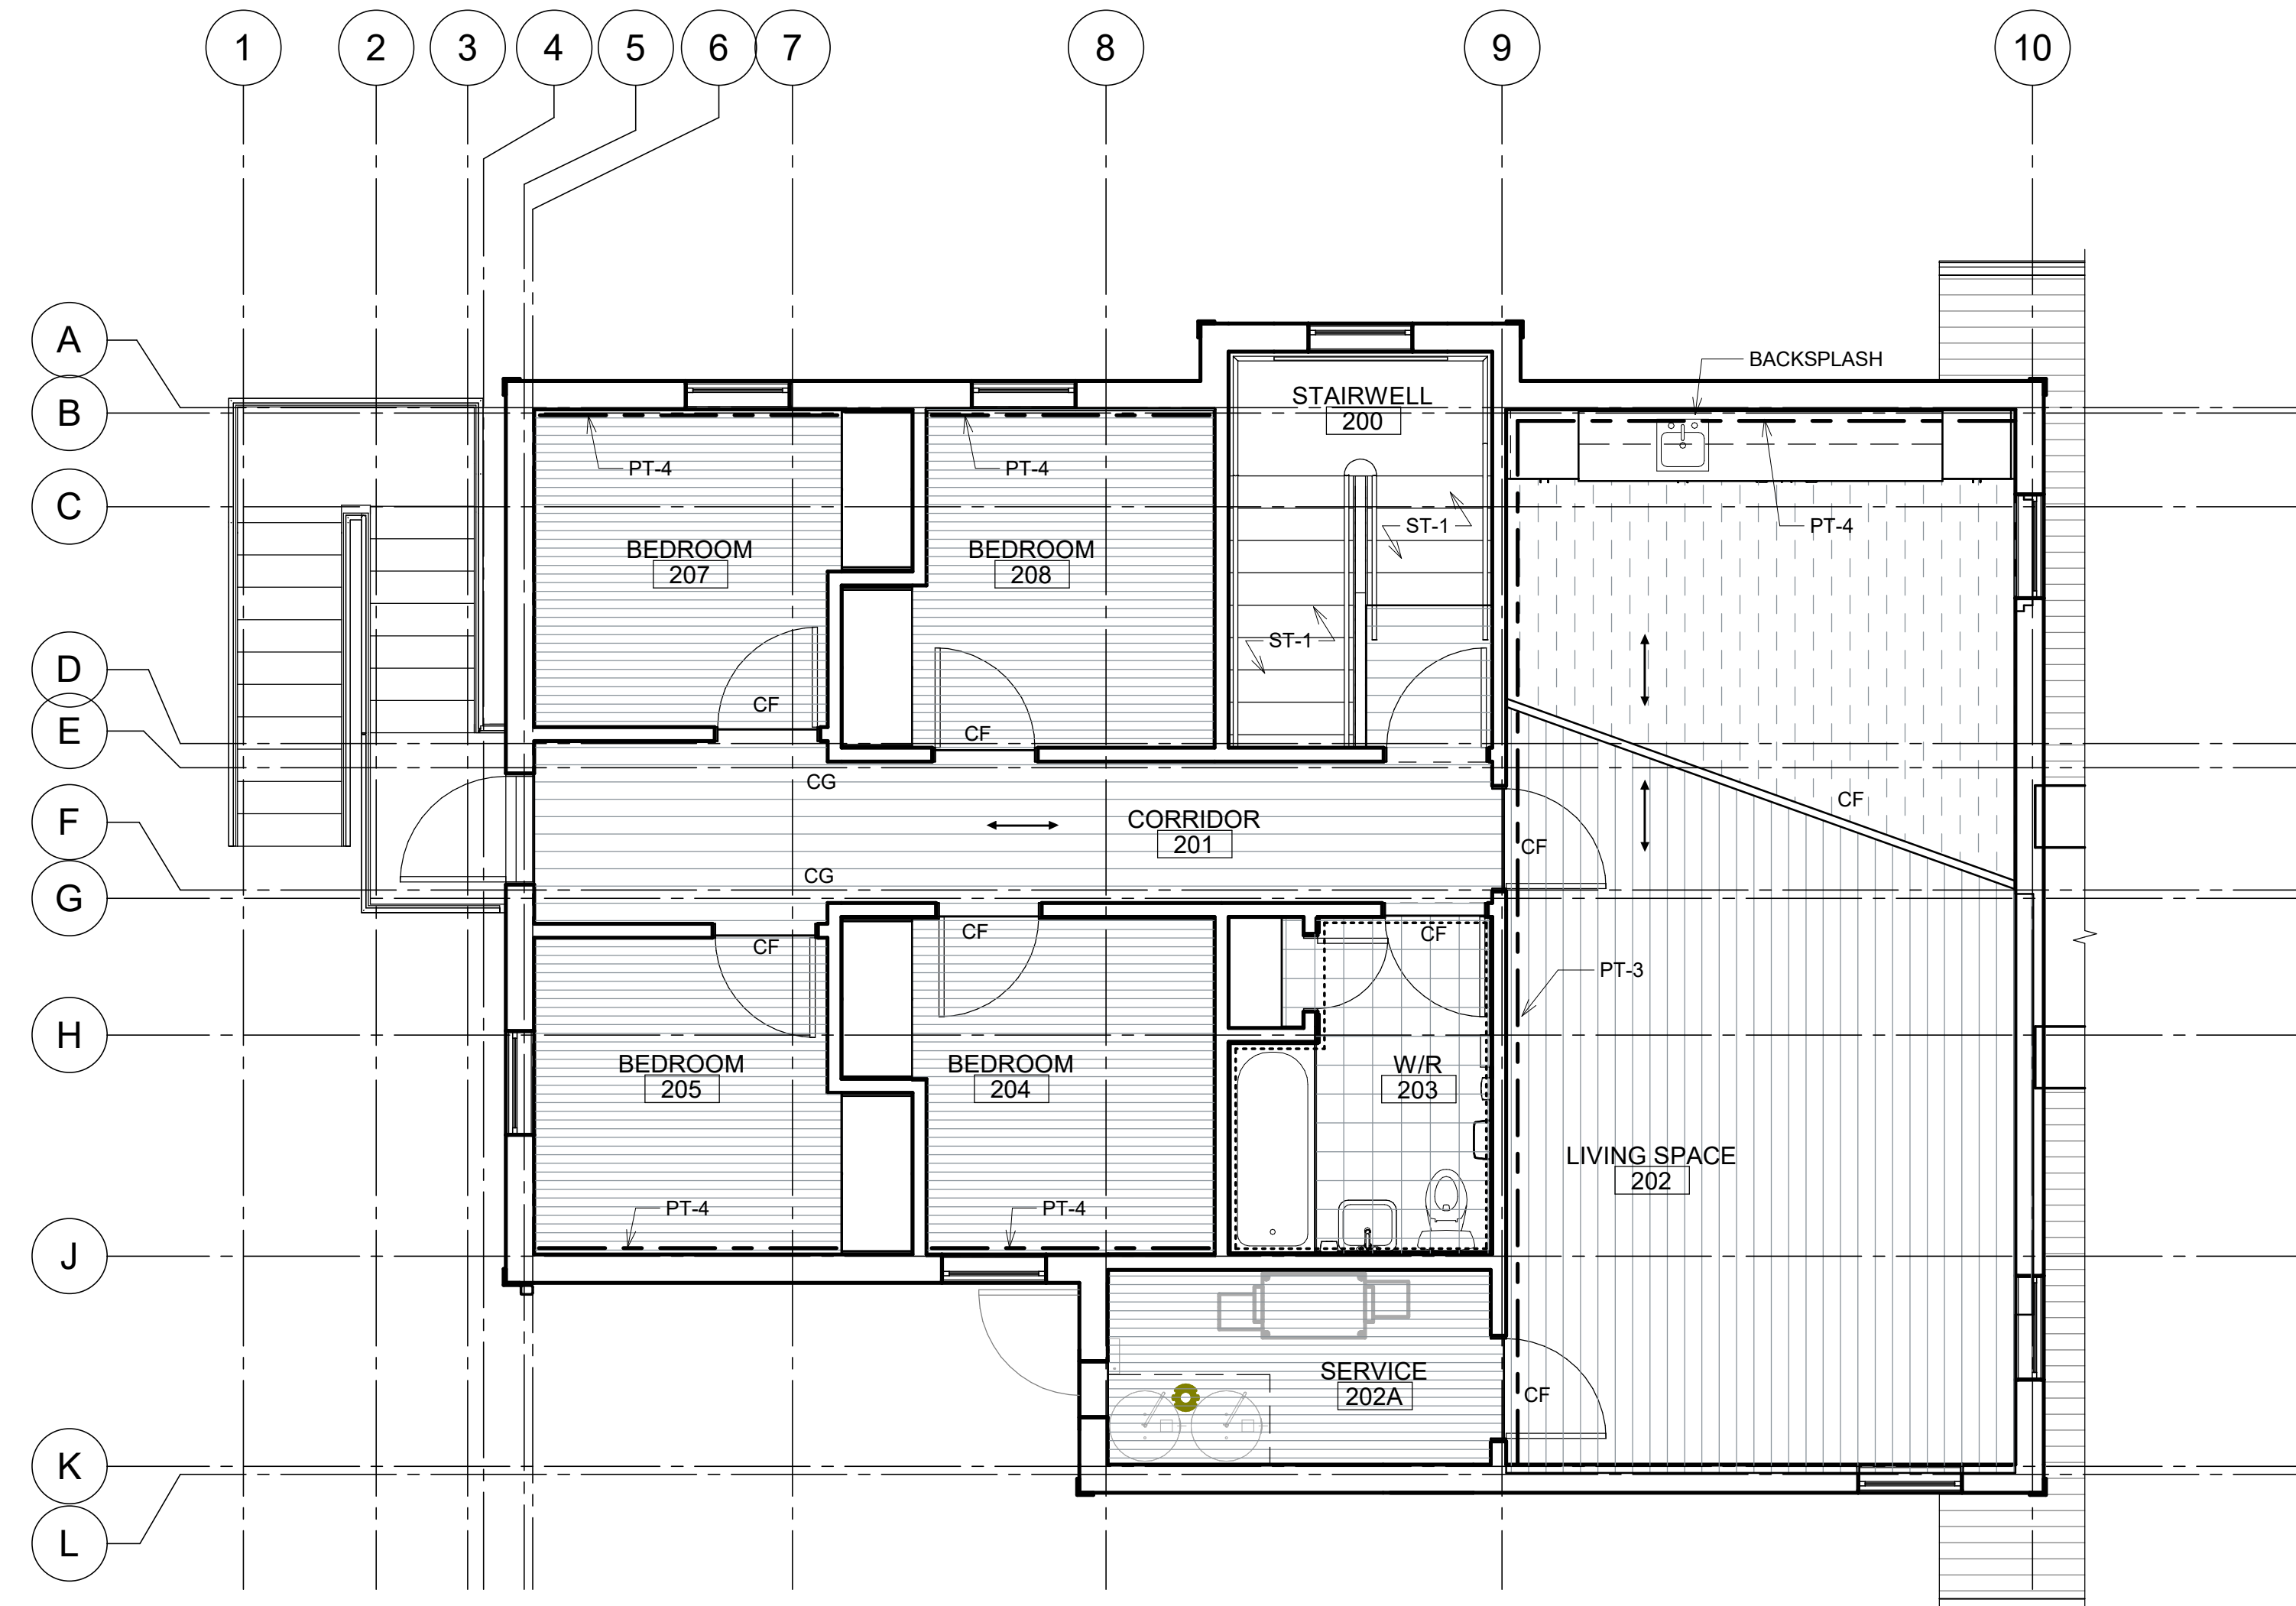 1 2 3 4 5 6 7 8 9 10
A
B
C
D
E
F
G
H
J
K
L
BACKSPLASH
STAIRWELL
200
PT-4
PT-4
PT-4
ST-1
ST-1
BEDROOM
207
BEDROOM
208
CF
CF
CG
CORRIDOR
201
CG
CF
CF
CF
CF
CF
PT-3
BEDROOM
205
BEDROOM
204
W/R
203
LIVING SPACE
202
PT-4
PT-4
SERVICE
202A
CF